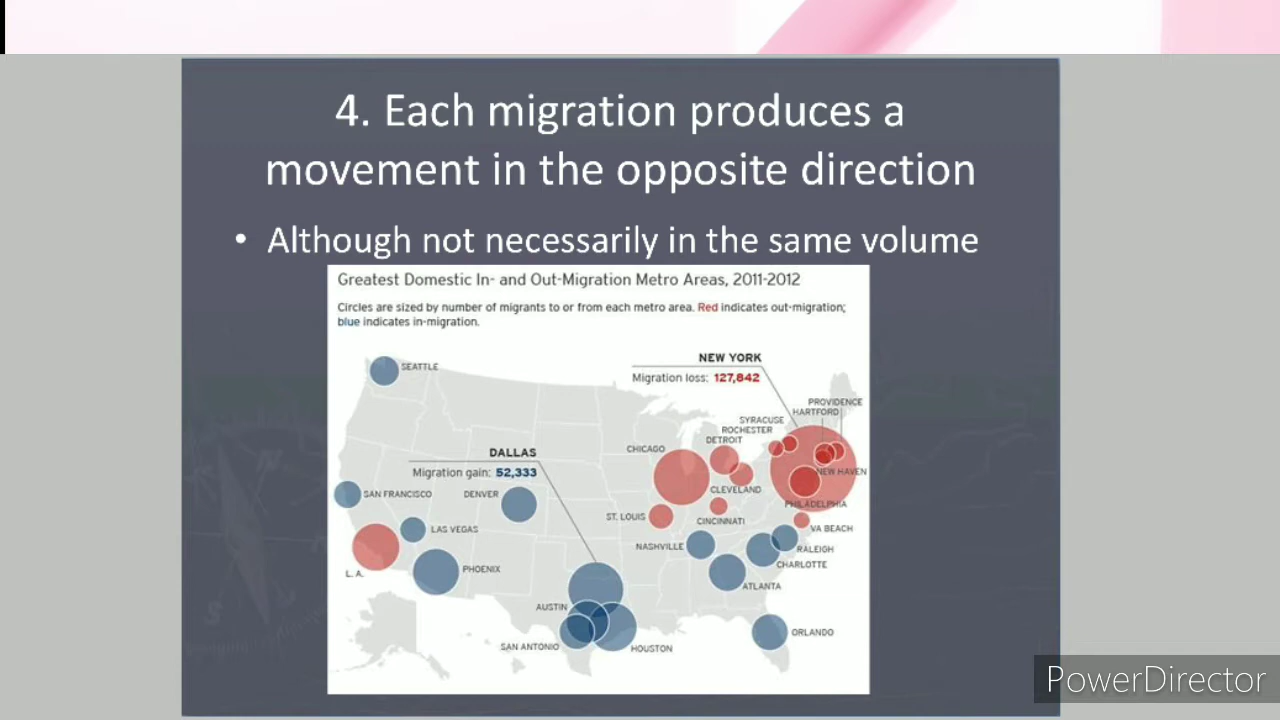 4. Each migration produces a
movement in the opposite direction
• Although not necessarily in the same volume
Greatest Domestic In- and Out-Migration Metro Areas, 2011-2012
Circles are sized by number of migrants to or from each metro area. Red indicates out-migration;
blue indicates in-migration.
NEW YORK
Migration loss: 127,842
SEATTLE
PROVIDENCE
HARTFORD
SYRACUSE
ROCHESTER
DETROIT
CHICAGO
DALLAS
Migration gain: 52,333
NEW HAVEN
CLEVELAND
SAN FRANCISCO
DENVER
PHILADELPHIA
ST. LOUIS
CINCINNATI
LAS VEGAS
VA BEACH
NASHVILLE
RALEIGH
CHARLOTTE
L. A.
PHOENIX
ATLANTA
AUSTIN
ORLANDO
SAN ANTONIO
HOUSTON
PowerDirector